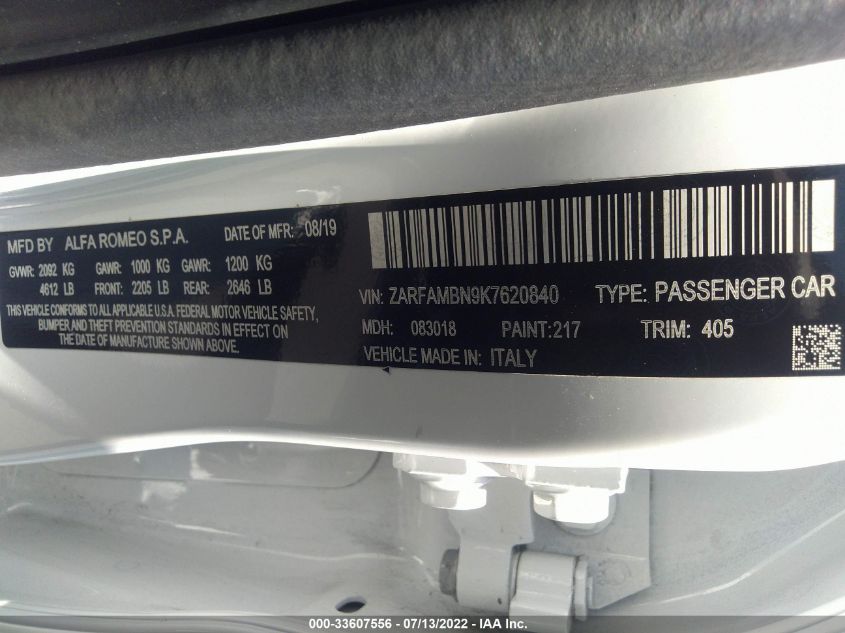 MFD BY ALFA ROMEO S.P.A. DATE OF MFR: 08/19
GVWR: 2092 KG GAWR: 1000 KG GAWR: 1200 KG
4612 LB FRONT: 2205 LB REAR: 2646 LB
THIS VEHICLE CONFORMS TO ALL APPLICABLE U.S.A. FEDERAL MOTOR VEHICLE SAFETY,
BUMPER AND THEFT PREVENTION STANDARDS IN EFFECT ON
THE DATE OF MANUFACTURE SHOWN ABOVE.
VIN: ZARFAMBN9K7620840 TYPE: PASSENGER CAR
MDH: 083018 PAINT:217 TRIM: 405
VEHICLE MADE IN: ITALY
000-33607556 / 07/13/2022 - IAA Inc.